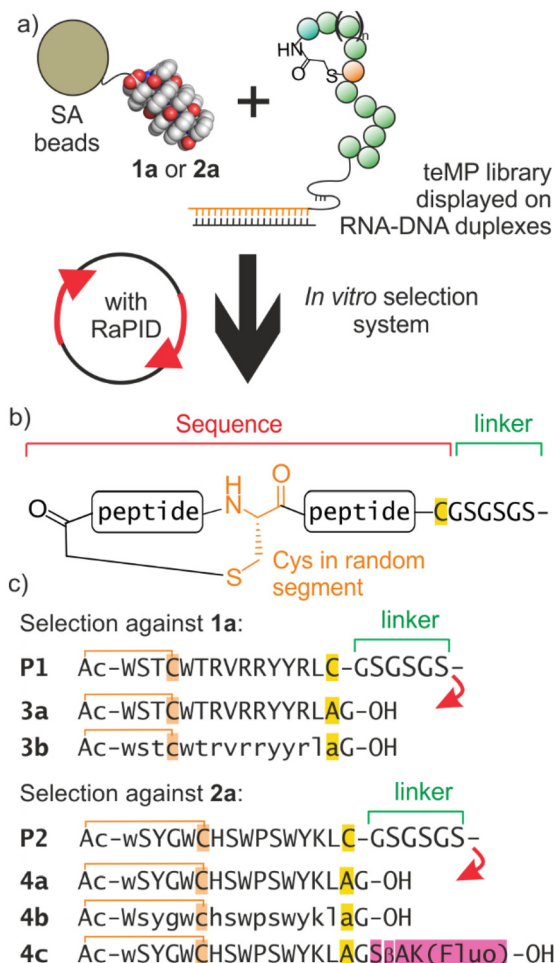 a)
n
HN
O
S
+
SA
beads
1a or 2a
teMP library
displayed on
RNA-DNA duplexes
with
RaPID
In vitro selection
system
b)
Sequence
linker
O
peptide
H
N
O
peptide
CGSGSGS–
S
Cys in random
segment
c)
Selection against 1a:
linker
P1 Ac-WSTCWTRVRRYYRLC-GSGSGS-
3a Ac-WSTCWTRVRRYYRLAG-OH
3b Ac-wstcwtrvrryyrlaG-OH
Selection against 2a:
linker
P2 Ac-wSYGWCHSWPSWYKLC-GSGSGS-
4a Ac-wSYGWCHSWPSWYKLAG-OH
4b Ac-WsygwchswpswyklaG-OH
4c Ac-wSYGWCHSWPSWYKLAGSβAK(Fluo)-OH